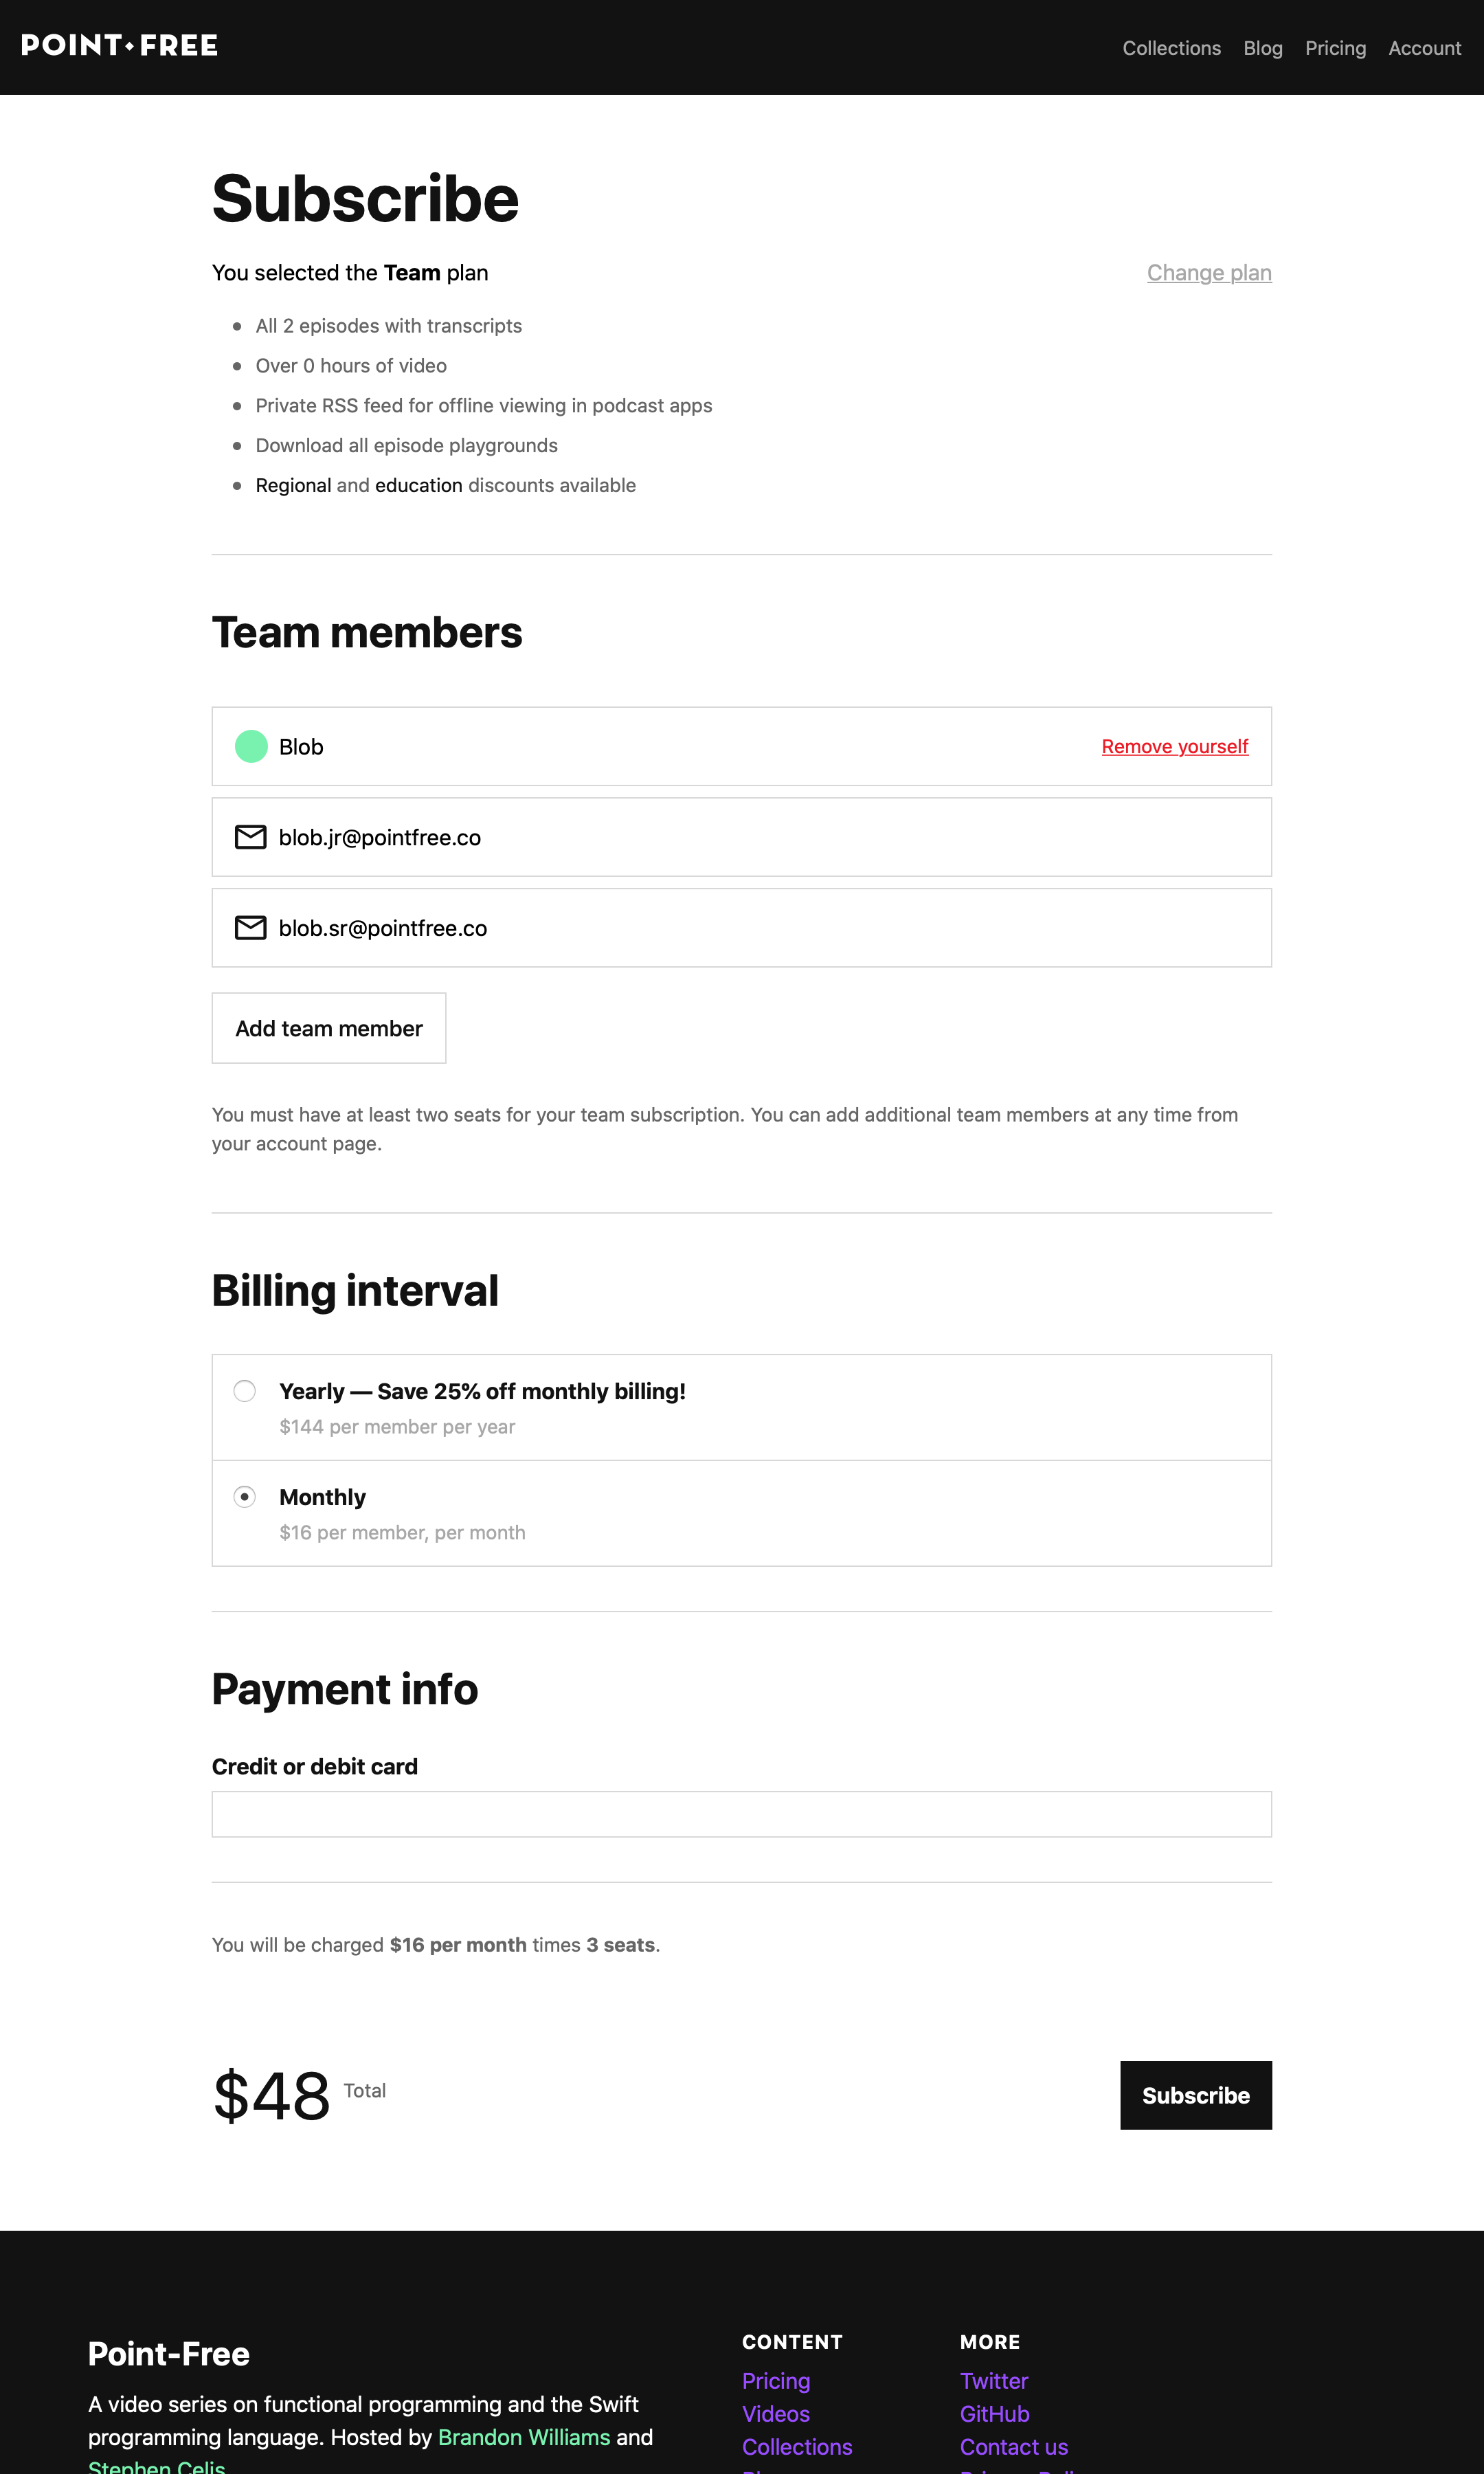 POINT•FREE
Collections Blog Pricing Account
Subscribe
You selected the Team plan
Change plan
All 2 episodes with transcripts
Over 0 hours of video
Private RSS feed for offline viewing in podcast apps
Download all episode playgrounds
Regional and education discounts available
Team members
Blob
Remove yourself
blob.jr@pointfree.co
blob.sr@pointfree.co
Add team member
You must have at least two seats for your team subscription. You can add additional team members at any time from
your account page.
Billing interval
Yearly — Save 25% off monthly billing!
$144 per member per year
Monthly
$16 per member, per month
Payment info
Credit or debit card
You will be charged $16 per month times 3 seats.
$48 Total
Subscribe
Point-Free
A video series on functional programming and the Swift
programming language. Hosted by Brandon Williams and
Stephen Celis
CONTENT
Pricing
Videos
Collections
MORE
Twitter
GitHub
Contact us